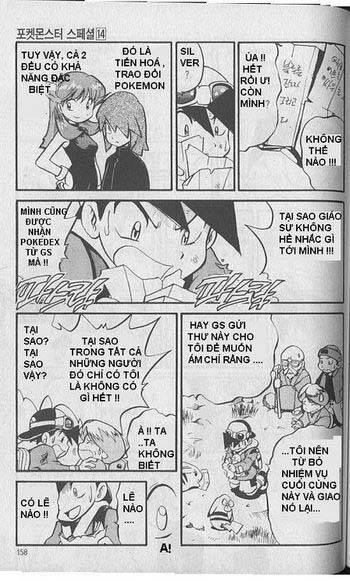 포켓몬스터 스페셜 14
TUY VẬY, CẢ 2
ĐỀU CÓ KHẢ
NĂNG ĐẶC
BIỆT
ĐÓ LÀ
TIẾN HOÁ ,
TRAO ĐỔI
POKEMON
SIL
VER
?
ỦA !!
HẾT
RỒI Ư!
CÒN
MÌNH?
KHÔNG
THỂ
NÀO !!!
MÌNH CŨNG
ĐƯỢC
NHẬN
POKEDEX
TỪ GS
MÀ !!
TẠI SAO GIÁO
SƯ KHÔNG
HỀ NHẮC GÌ
TỚI MÌNH !!!
TẠI
SAO?
TẠI
SAO
VẬY?
TẠI SAO
TRONG TẤT CẢ
NHỮNG NGƯỜI
ĐÓ CHỈ CÓ TÔI
LÀ KHÔNG CÓ
GÌ HẾT !!
À !! TA
..TA
KHÔNG
BIẾT
HAY GS GỬI
THƯ NÀY CHO
TÔI ĐỂ MUỐN
ÁM CHỈ RẰNG ....
...TÔI NÊN
TỪ BỎ
NHIỆM VỤ
CUỐI CÙNG
NÀY VÀ GIAO
NÓ LẠI...
CÓ LẼ
NÀO !!
LẼ
NÀO
....
A!
158